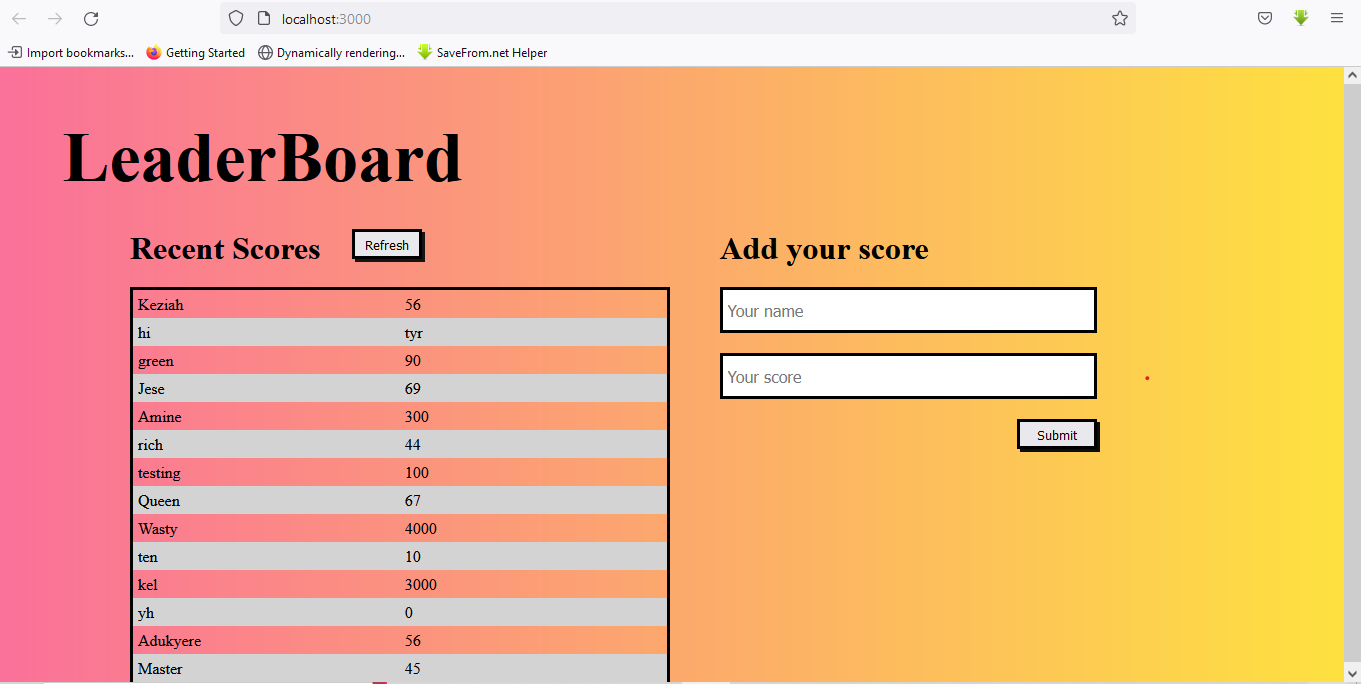 localhost:3000
Import bookmarks... Getting Started Dynamically rendering... SaveFrom.net Helper
LeaderBoard
Recent Scores Refresh
Keziah 56
hi tyr
green 90
Jese 69
Amine 300
rich 44
testing 100
Queen 67
Wasty 4000
ten 10
kel 3000
yh 0
Adukyere 56
Master 45
Add your score
Your name
Your score
Submit